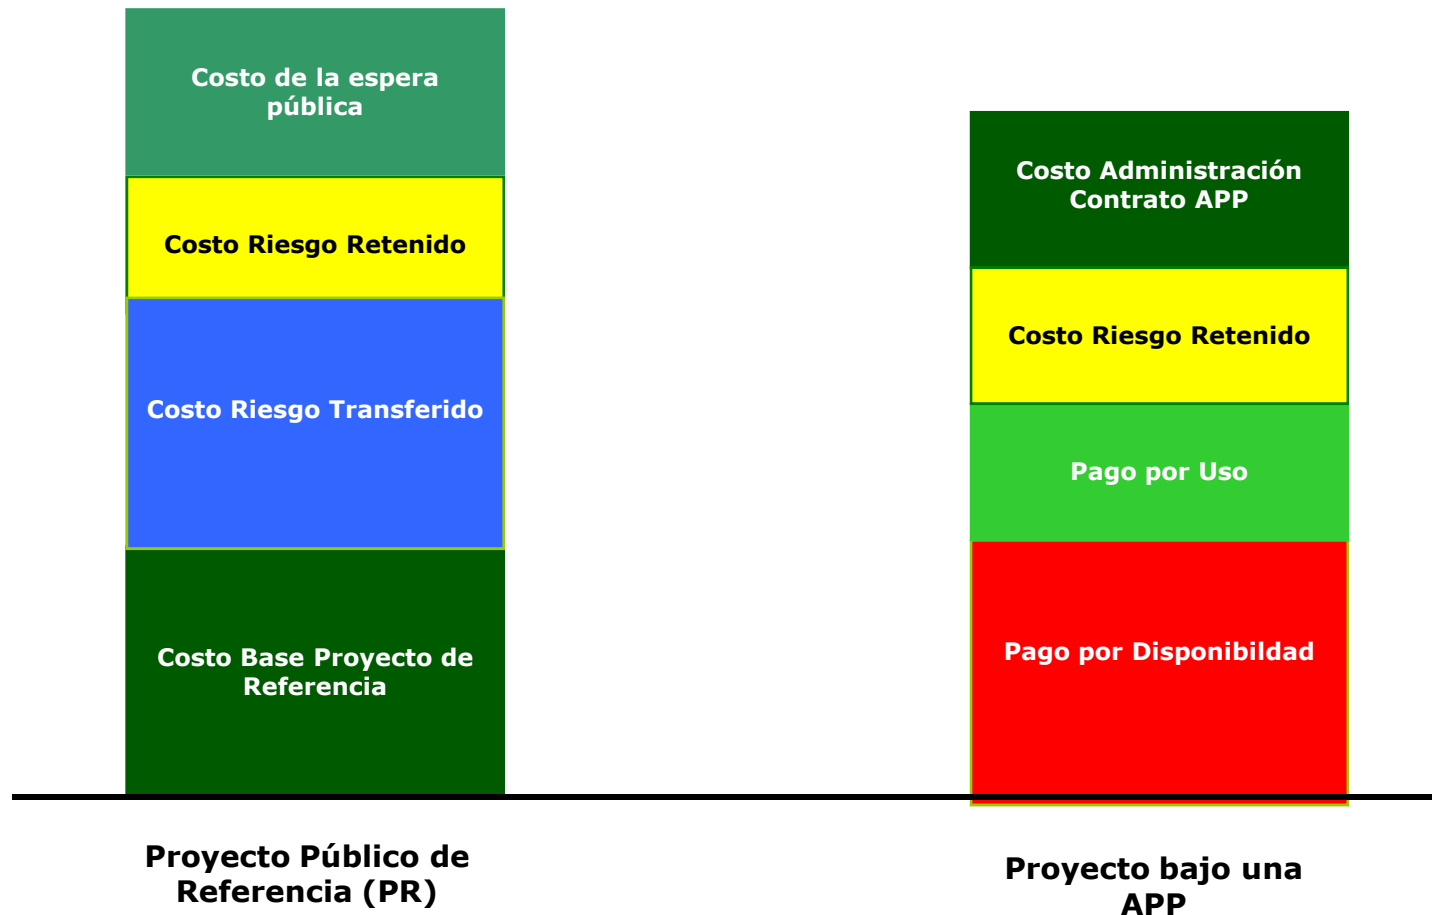 Costo de la espera
pública
Costo Riesgo Retenido
Costo Riesgo Transferido
Costo Base Proyecto de
Referencia
Proyecto Público de
Referencia (PR)
Costo Administración
Contrato APP
Costo Riesgo Retenido
Pago por Uso
Pago por Disponibildad
Proyecto bajo una
APP